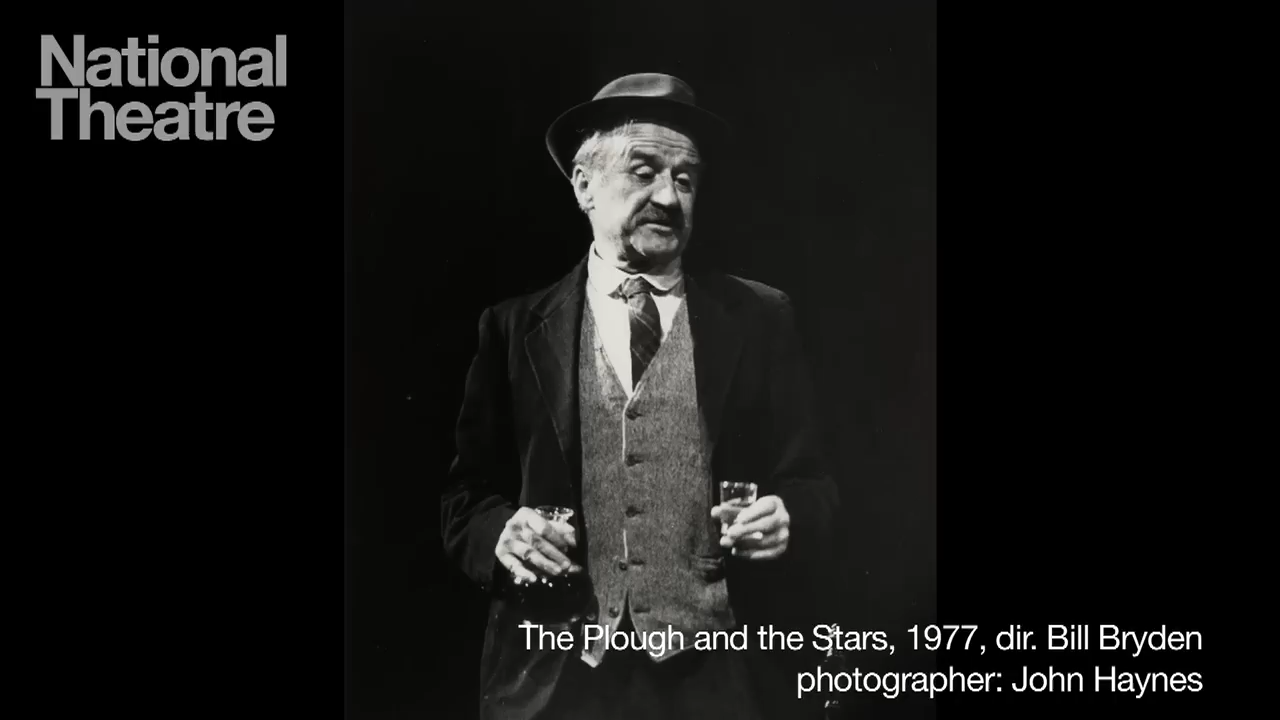 National
Theatre
The Plough and the Stars, 1977, dir. Bill Bryden
photographer: John Haynes